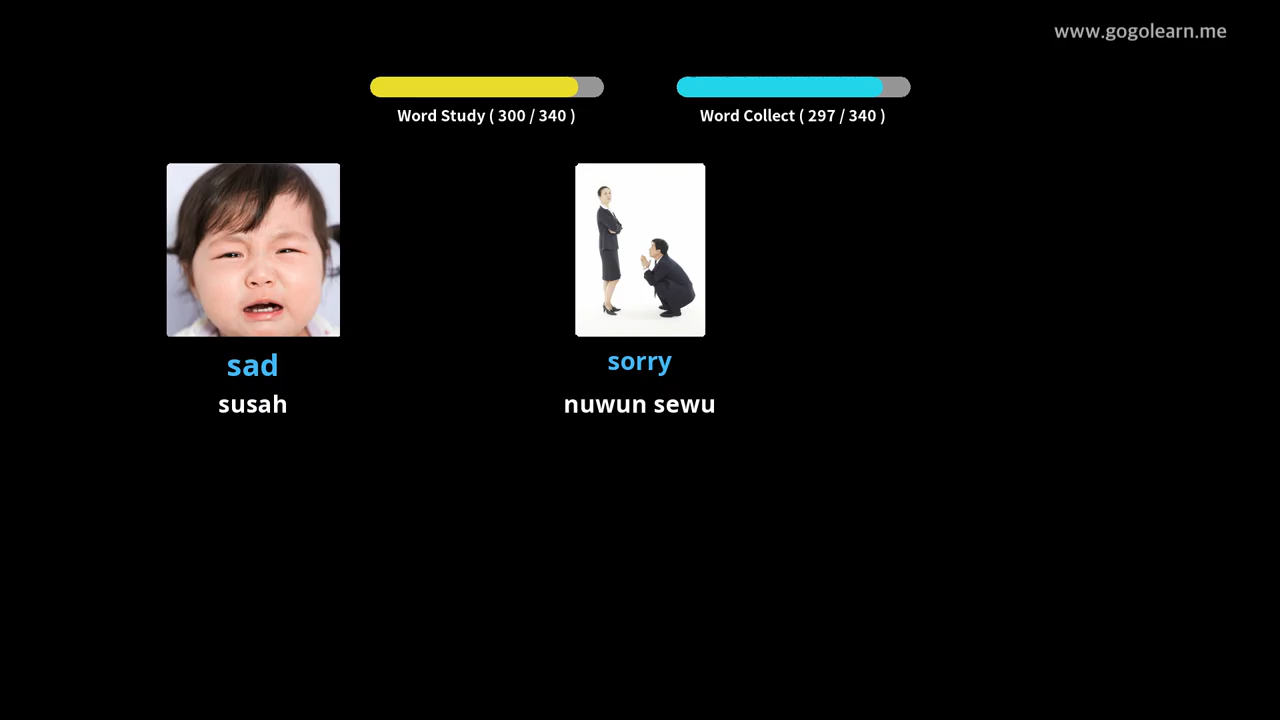 www.gogolearn.me
Word Study ( 300 / 340 )
Word Collect ( 297 / 340 )
sad
susah
sorry
nuwun sewu